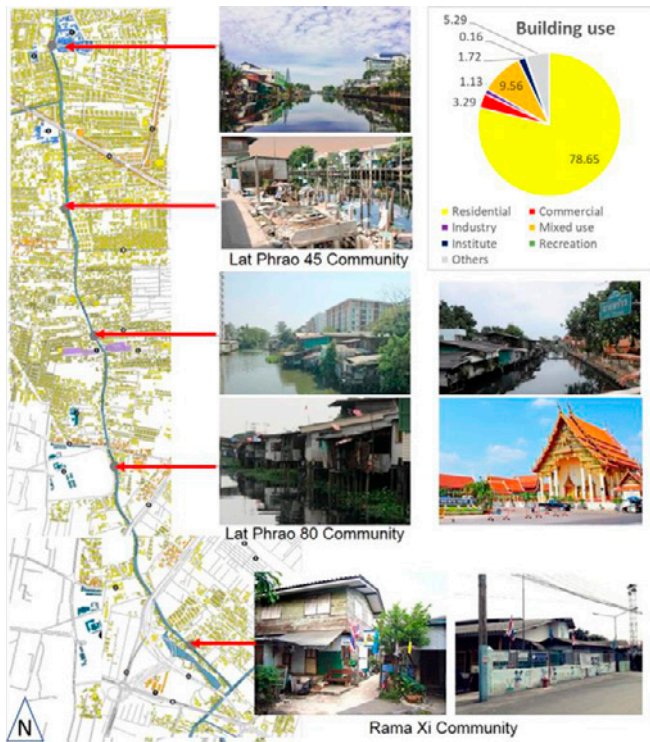 Building use
5.29
0.16
1.72
1.13
3.29
9.56
78.65
Residential
Commercial
Industry
Mixed use
Institute
Recreation
Others
Lat Phrao 45 Community
Lat Phrao 80 Community
Rama Xi Community
N